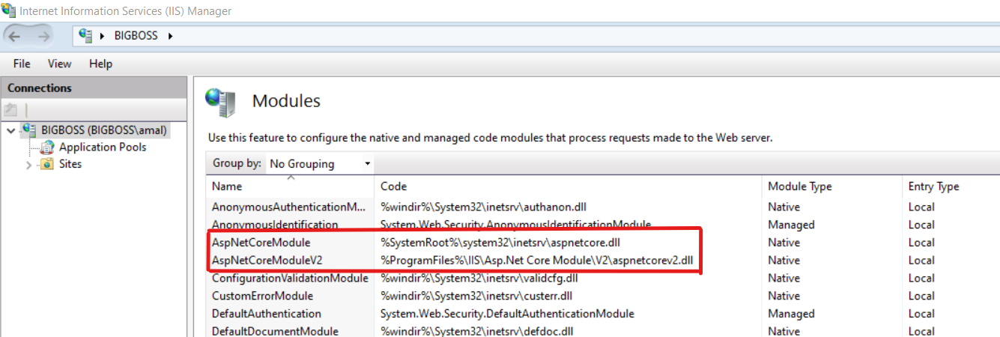 Internet Information Services (IIS) Manager
BIGBOSS
File View Help
Connections
BIGBOSS (BIGBOSS\amal)
Application Pools
Sites
Modules
Use this feature to configure the native and managed code modules that process requests made to the Web server.
Group by: No Grouping
Name Code Module Type Entry Type
AnonymousAuthenticationM... %windir%\System32\inetsrv\authanon.dll Native Local
AnonymousIdentification System.Web.Security.AnonymousIdentificationModule Managed Local
AspNetCoreModule %SystemRoot%\system32\inetsrv\aspnetcore.dll Native Local
AspNetCoreModuleV2 %ProgramFiles%\IIS\Asp.Net Core Module\V2\aspnetcorev2.dll Native Local
ConfigurationValidationModule %windir%\System32\inetsrv\validcfg.dll Native Local
CustomErrorModule %windir%\System32\inetsrv\custerr.dll Native Local
DefaultAuthentication System.Web.Security.DefaultAuthenticationModule Managed Local
DefaultDocumentModule %windir%\System32\inetsrv\defdoc.dll Native Local